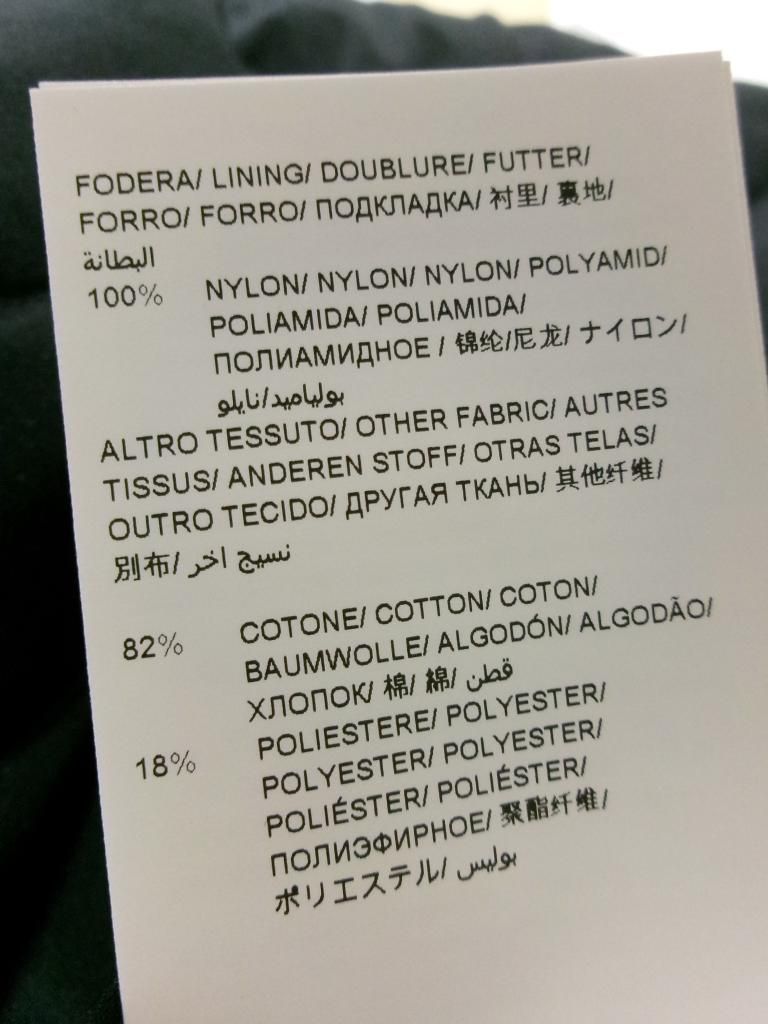 FODERA/ LINING/ DOUBLURE/ FUTTER/
FORRO/ FORRO/ ПОДКЛАДКА/ 衬里/ 裏地/
البطانة
100% NYLON/ NYLON/ NYLON/ POLYAMID/
POLIAMIDA/ POLIAMIDA/
ПОЛИАМИДНОЕ / 锦纶/尼龙/ ナイロン/
بولياميد/نايلو
ALTRO TESSUTO/ OTHER FABRIC/ AUTRES
TISSUS/ ANDEREN STOFF/ OTRAS TELAS/
OUTRO TECIDO/ ДРУГАЯ ТКАНЬ/ 其他纤维/
別布/ نسيج اخر
82% COTONE/ COTTON/ COTON/
BAUMWOLLE/ ALGODÓN/ ALGODÃO/
ХЛОПОК/ 棉/ 綿/ قطن
18% POLIESTERE/ POLYESTER/
POLYESTER/ POLYESTER/
POLIÉSTER/ POLIÉSTER/
ПОЛИЭФИРНОЕ/ 聚酯纤维/
ポリエステル/ بوليس